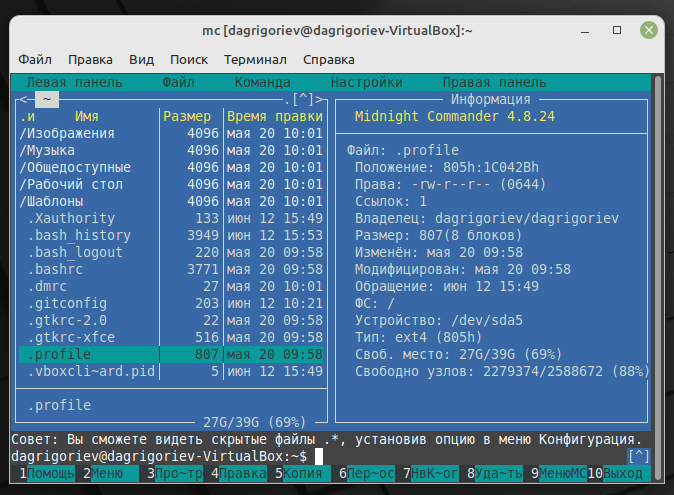 mc [dagrigoriev@dagrigoriev-VirtualBox]:~
Файл Правка Вид Поиск Терминал Справка
Левая панель Файл Команда Настройки Правая панель
<─ ~ .[^]>
.и Имя Размер Время правки
/Изображения 4096 мая 20 10:01
/Музыка 4096 мая 20 10:01
/Общедоступные 4096 мая 20 10:01
/Рабочий стол 4096 мая 20 10:01
/Шаблоны 4096 мая 20 10:01
.Xauthority 133 июн 12 15:49
.bash_history 3949 июн 12 15:53
.bash_logout 220 мая 20 09:58
.bashrc 3771 мая 20 09:58
.dmrc 27 мая 20 10:01
.gitconfig 203 июн 12 10:21
.gtkrc-2.0 22 мая 20 09:58
.gtkrc-xfce 516 мая 20 09:58
.profile 807 мая 20 09:58
.vboxcli~ard.pid 5 июн 12 15:49
.profile
27G/39G (69%)
Информация
Midnight Commander 4.8.24
Файл: .profile
Положение: 805h:1C042Bh
Права: -rw-r--r-- (0644)
Ссылок: 1
Владелец: dagrigoriev/dagrigoriev
Размер: 807(8 блоков)
Изменён: мая 20 09:58
Модифицирован: мая 20 09:58
Обращение: июн 12 15:49
ФС: /
Устройство: /dev/sda5
Тип: ext4 (805h)
Своб. место: 27G/39G (69%)
Свободно узлов: 2279374/2588672 (88%)
Совет: Вы сможете видеть скрытые файлы .*, установив опцию в меню Конфигурация.
dagrigoriev@dagrigoriev-VirtualBox:~$ [^]
1Помощь 2Меню 3Про~тр 4Правка 5Копия 6Пер~ос 7НвК~ог 8Уда~ть 9МенюМС 10Выход